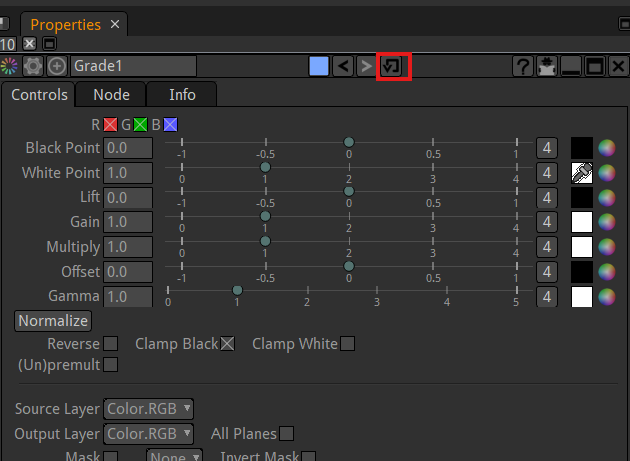 Properties ×
10
Grade1 < > ? 
Controls Node Info
R G B
Black Point 0.0 -1 -0.5 0 0.5 1 4
White Point 1.0 0 1 2 3 4 4
Lift 0.0 -1 -0.5 0 0.5 1 4
Gain 1.0 0 1 2 3 4 4
Multiply 1.0 0 1 2 3 4 4
Offset 0.0 -1 -0.5 0 0.5 1 4
Gamma 1.0 0 1 2 3 4 5 4
Normalize
Reverse Clamp Black Clamp White
(Un)premult
Source Layer Color.RGB
Output Layer Color.RGB All Planes
Mask None Invert Mask